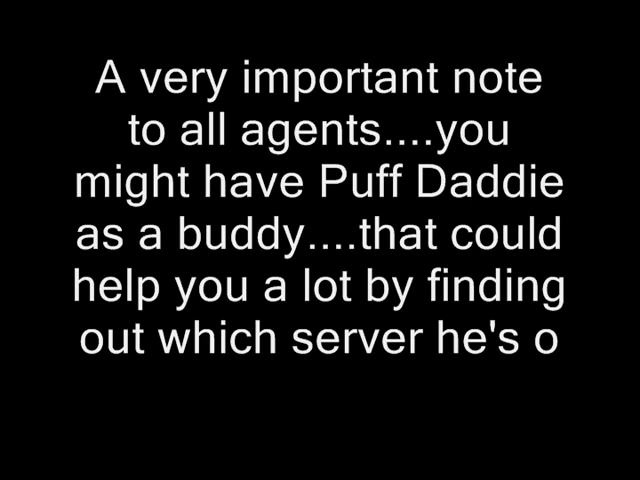 A very important note
to all agents....you
might have Puff Daddie
as a buddy....that could
help you a lot by finding
out which server he's o